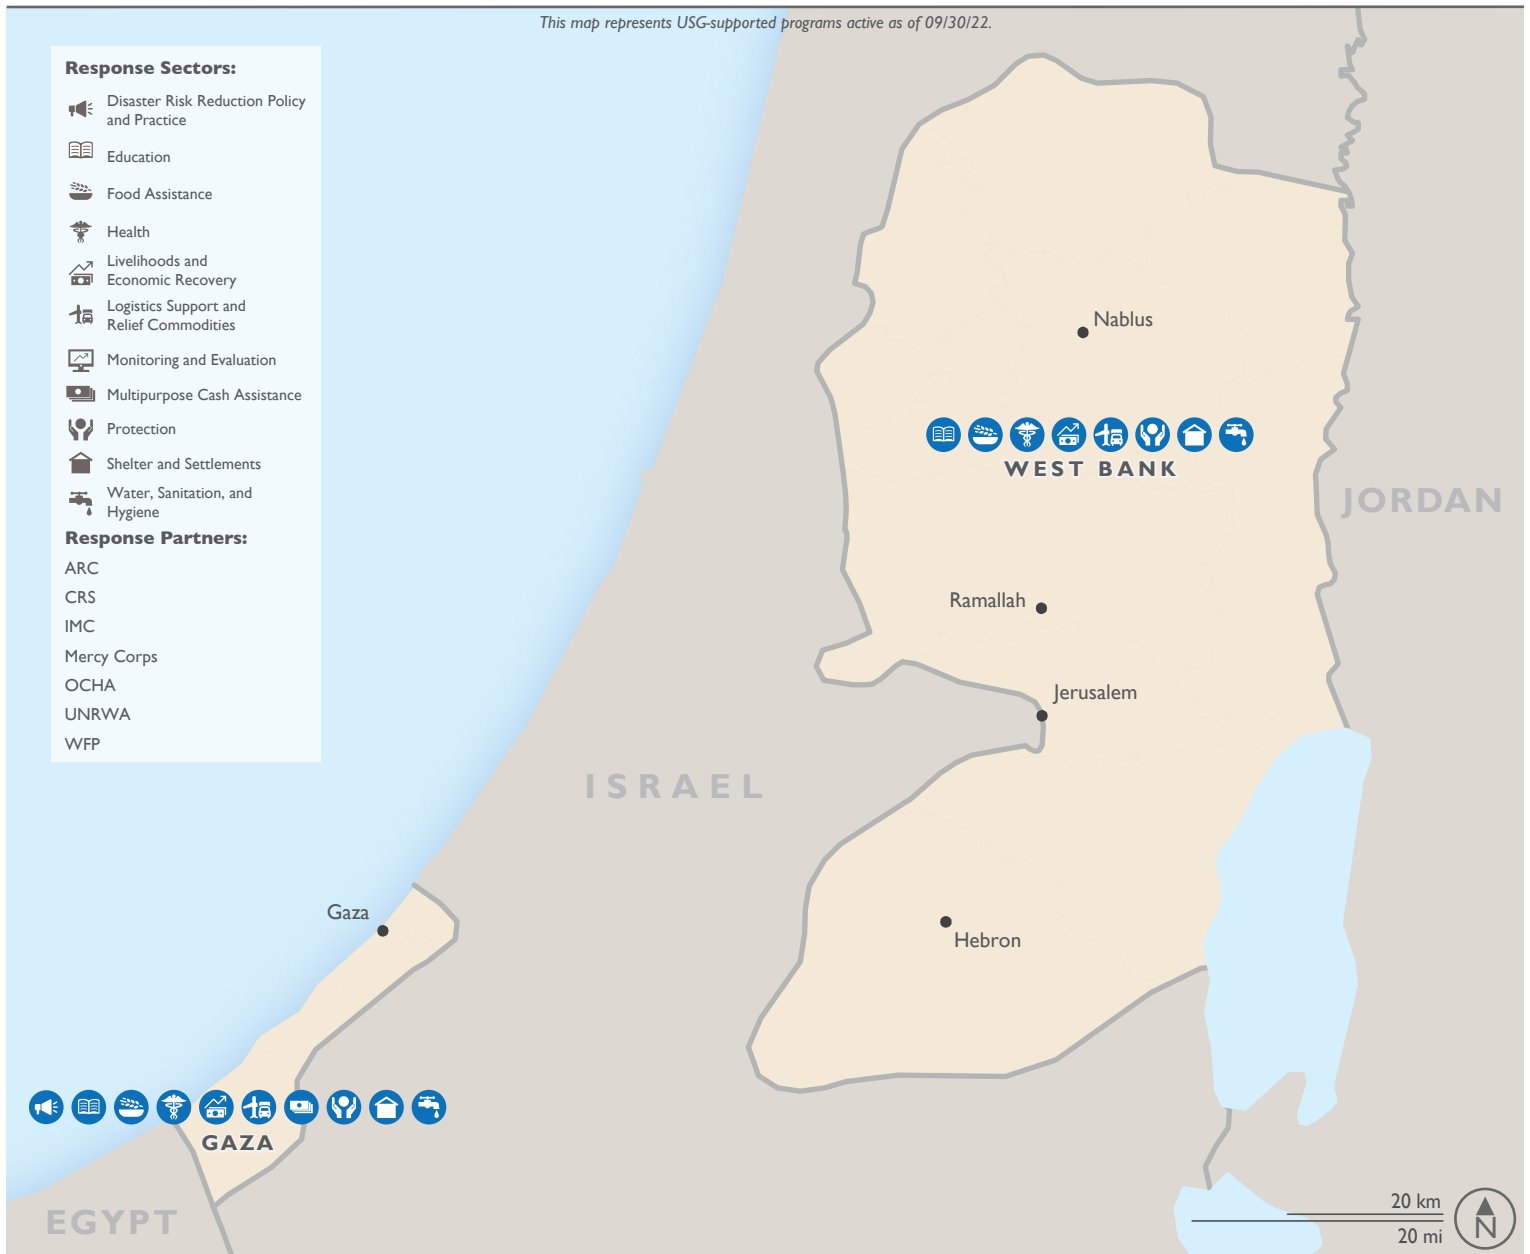 This map represents USG-supported programs active as of 09/30/22.
Response Sectors:
Disaster Risk Reduction Policy
and Practice
Education
Food Assistance
Health
Livelihoods and
Economic Recovery
Logistics Support and
Relief Commodities
Monitoring and Evaluation
Multipurpose Cash Assistance
Protection
Shelter and Settlements
Water, Sanitation, and
Hygiene
Response Partners:
ARC
CRS
IMC
Mercy Corps
OCHA
UNRWA
WFP
Nablus
WEST BANK
JORDAN
Ramallah
Jerusalem
ISRAEL
Gaza
Hebron
GAZA
EGYPT
20 km
20 mi
N